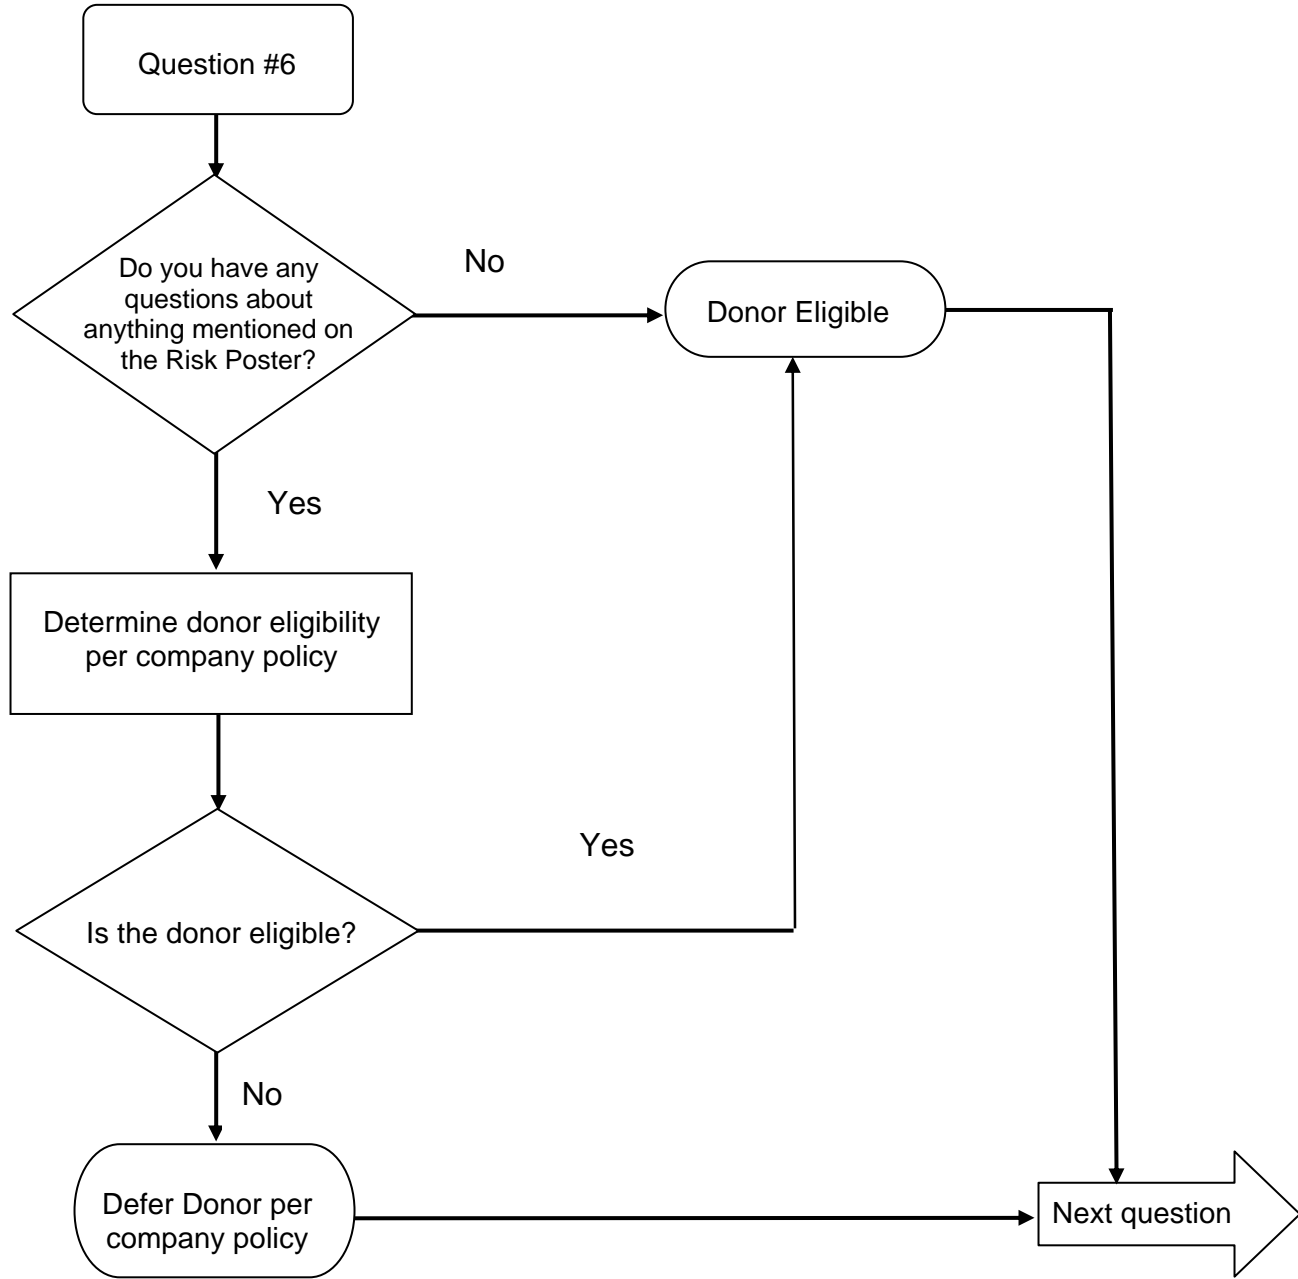 Question #6
Do you have any
questions about
anything mentioned on
the Risk Poster?
No
Donor Eligible
Yes
Determine donor eligibility
per company policy
Yes
Is the donor eligible?
No
Defer Donor per
company policy
Next question